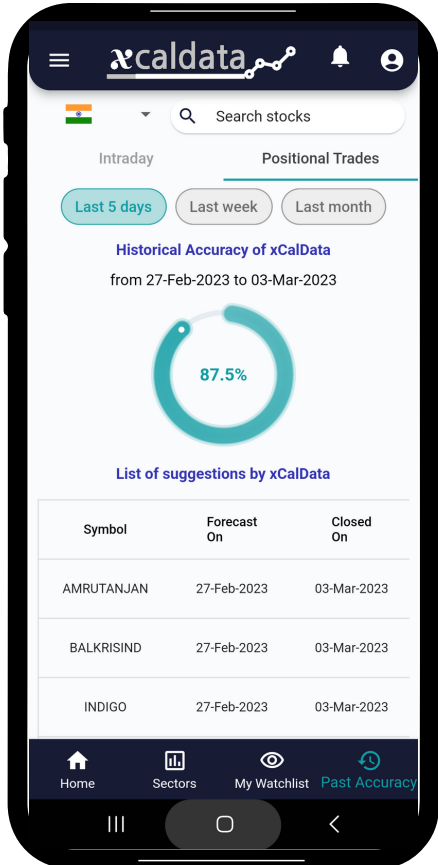 xcaldata
Search stocks
Intraday
Positional Trades
Last 5 days
Last week
Last month
Historical Accuracy of xCalData
from 27-Feb-2023 to 03-Mar-2023
87.5%
List of suggestions by xCalData
Symbol
Forecast
On
Closed
On
AMRUTANJAN 27-Feb-2023 03-Mar-2023
BALKRISIND 27-Feb-2023 03-Mar-2023
INDIGO 27-Feb-2023 03-Mar-2023
Home
Sectors
My Watchlist
Past Accuracy